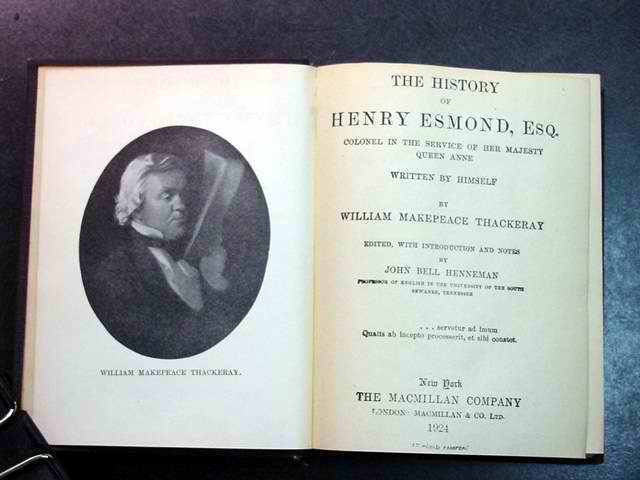 WILLIAM MAKEPEACE THACKERAY.
THE HISTORY
OF
HENRY ESMOND, ESQ.
COLONEL IN THE SERVICE OF HER MAJESTY
QUEEN ANNE
WRITTEN BY HIMSELF
BY
WILLIAM MAKEPEACE THACKERAY
EDITED, WITH INTRODUCTION AND NOTES
BY
JOHN BELL HENNEMAN
PROFESSOR OF ENGLISH IN THE UNIVERSITY OF THE SOUTH
SEWANEE, TENNESSEE
. . . servetur ad imum
Qualis ab incepto processerit, et sibi constet.
New York
THE MACMILLAN COMPANY
LONDON: MACMILLAN & CO. LTD.
1924